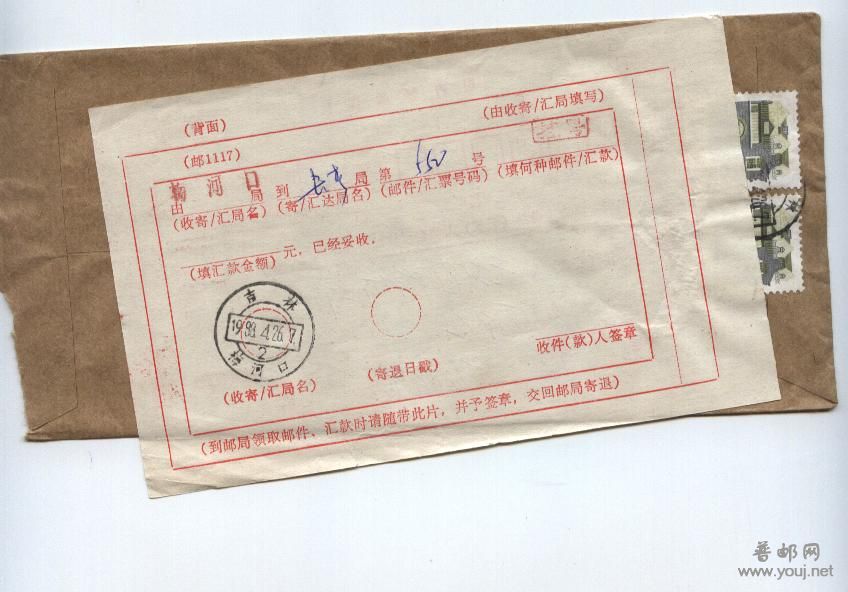 (背面)
(由收寄/汇局填写)
(邮1117)
挂号
梅河口
由 局到 长春 局第 550 号
(收寄/汇局名) (寄/汇达局名) (邮件/汇票号码) (填何种邮件/汇款)
元,已经妥收。
(填汇款金额)
吉林
1988.4.26.7
2
梅河口
收件(款)人签章
(收寄/汇局名)
(寄退日戳)
(到邮局领取邮件、汇款时请随带此片,并予签章,交回邮局寄退)
普邮网
www.youj.net